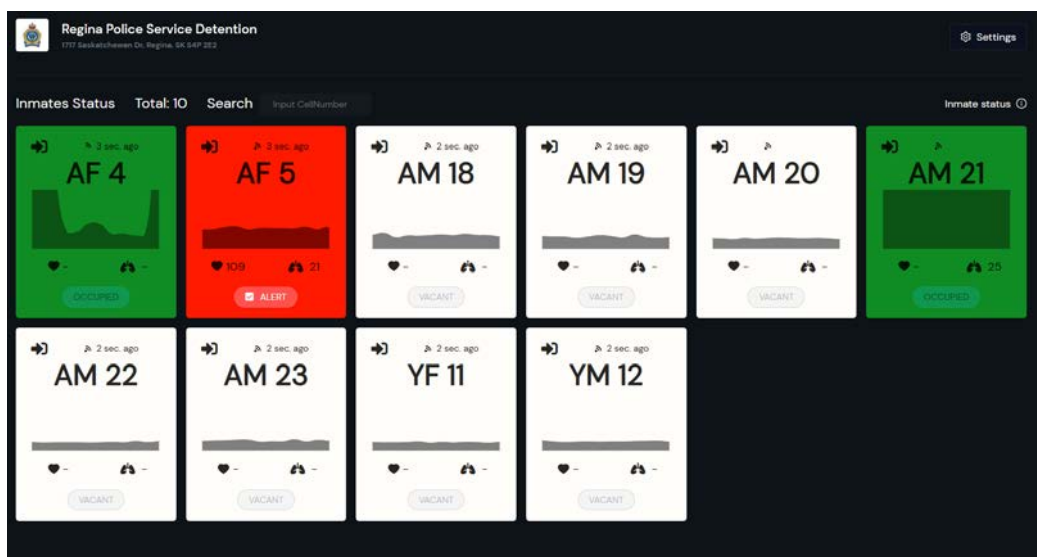 Regina Police Service Detention
1717 Saskatchewan Dr, Regina, SK S4P 2E2
Settings
Inmates Status Total: 10 Search Input CellNumber
Inmate status
3 sec. ago
AF 4
- -
OCCUPIED
3 sec. ago
AF 5
109 21
ALERT
2 sec. ago
AM 18
- -
VACANT
2 sec. ago
AM 19
- -
VACANT
AM 20
- -
VACANT
AM 21
- 25
OCCUPIED
2 sec. ago
AM 22
- -
VACANT
2 sec. ago
AM 23
- -
VACANT
2 sec. ago
YF 11
- -
VACANT
2 sec. ago
YM 12
- -
VACANT